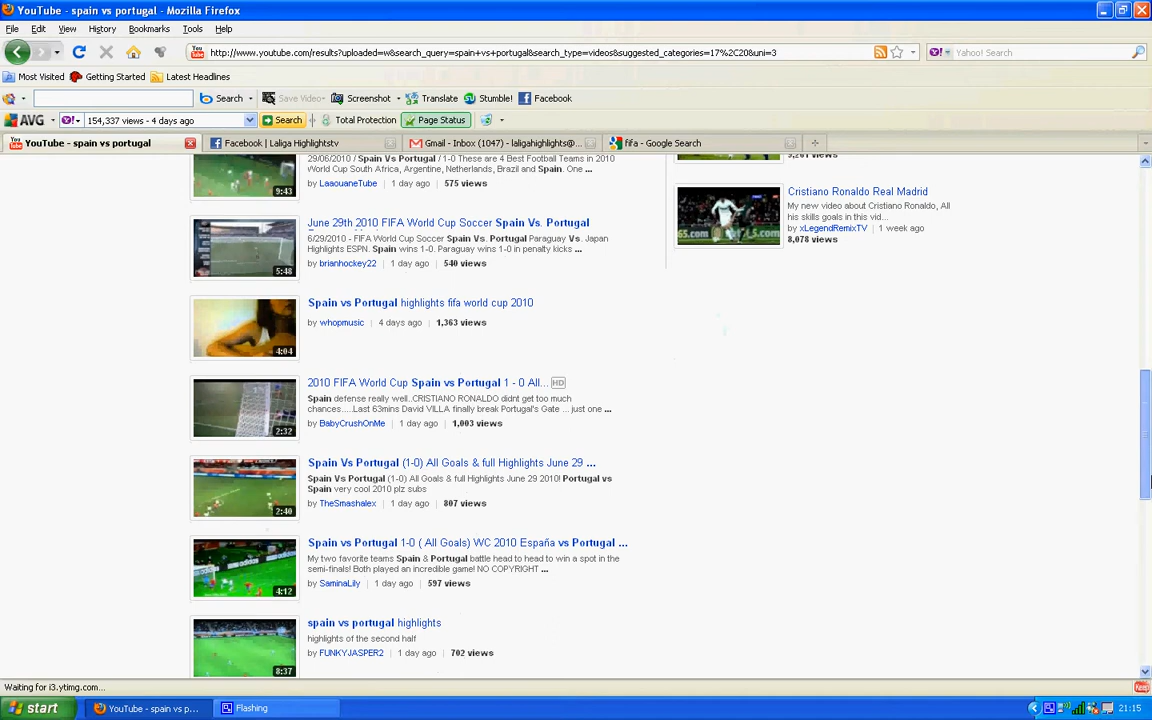 YouTube - spain vs portugal - Mozilla Firefox
File Edit View History Bookmarks Tools Help
http://www.youtube.com/results?uploaded=w&search_query=spain+vs+portugal&search_type=videos&suggested_categories=17%2C20&uni=3
Yahoo! Search
Most Visited Getting Started Latest Headlines
Search Save Video Screenshot Translate Stumble! Facebook
AVG Y! 154,337 views - 4 days ago Search Total Protection Page Status
YouTube - spain vs portugal Facebook | Laliga Highlightstv Gmail - Inbox (1047) - laligahighlights@... fifa - Google Search
29/06/2010 - Spain Vs Portugal / 1-0 These are 4 Best Football Teams in 2010
World Cup South Africa, Argentine, Netherlands, Brazil and Spain. One ...
by LaaouaneTube 1 day ago 575 views
9:43
June 29th 2010 FIFA World Cup Soccer Spain Vs. Portugal
6/29/2010 - FIFA World Cup Soccer Spain Vs. Portugal Paraguay Vs. Japan
Highlights ESPN. Spain wins 1-0. Paraguay wins 1-0 in penalty kicks ...
by brianhockey22 1 day ago 540 views
5:48
Spain vs Portugal highlights fifa world cup 2010
by whopmusic 4 days ago 1,363 views
4:04
2010 FIFA World Cup Spain vs Portugal 1 - 0 All... HD
Spain defense really well..CRISTIANO RONALDO didnt get too much
chances.....Last 63mins David VILLA finally break Portugal's Gate ... just one ...
by BabyCrushOnMe 1 day ago 1,003 views
2:32
Spain Vs Portugal (1-0) All Goals & full Highlights June 29 ...
Spain Vs Portugal (1-0) All Goals & full Highlights June 29 2010! Portugal vs
Spain very cool 2010 plz subs
by TheSmashalex 1 day ago 807 views
2:40
Spain vs Portugal 1-0 ( All Goals) WC 2010 España vs Portugal ...
My two favorite teams Spain & Portugal battle head to head to win a spot in the
semi-finals! Both played an incredible game! NO COPYRIGHT ...
by SaminaLily 1 day ago 597 views
4:12
spain vs portugal highlights
highlights of the second half
by FUNKYJASPER2 1 day ago 702 views
8:37
Cristiano Ronaldo Real Madrid
My new video about Cristiano Ronaldo, All
his skills goals in this vid...
by xLegendRemixTV 1 week ago
8,078 views
Waiting for i3.ytimg.com...
start YouTube - spain vs p... Flashing 21:15